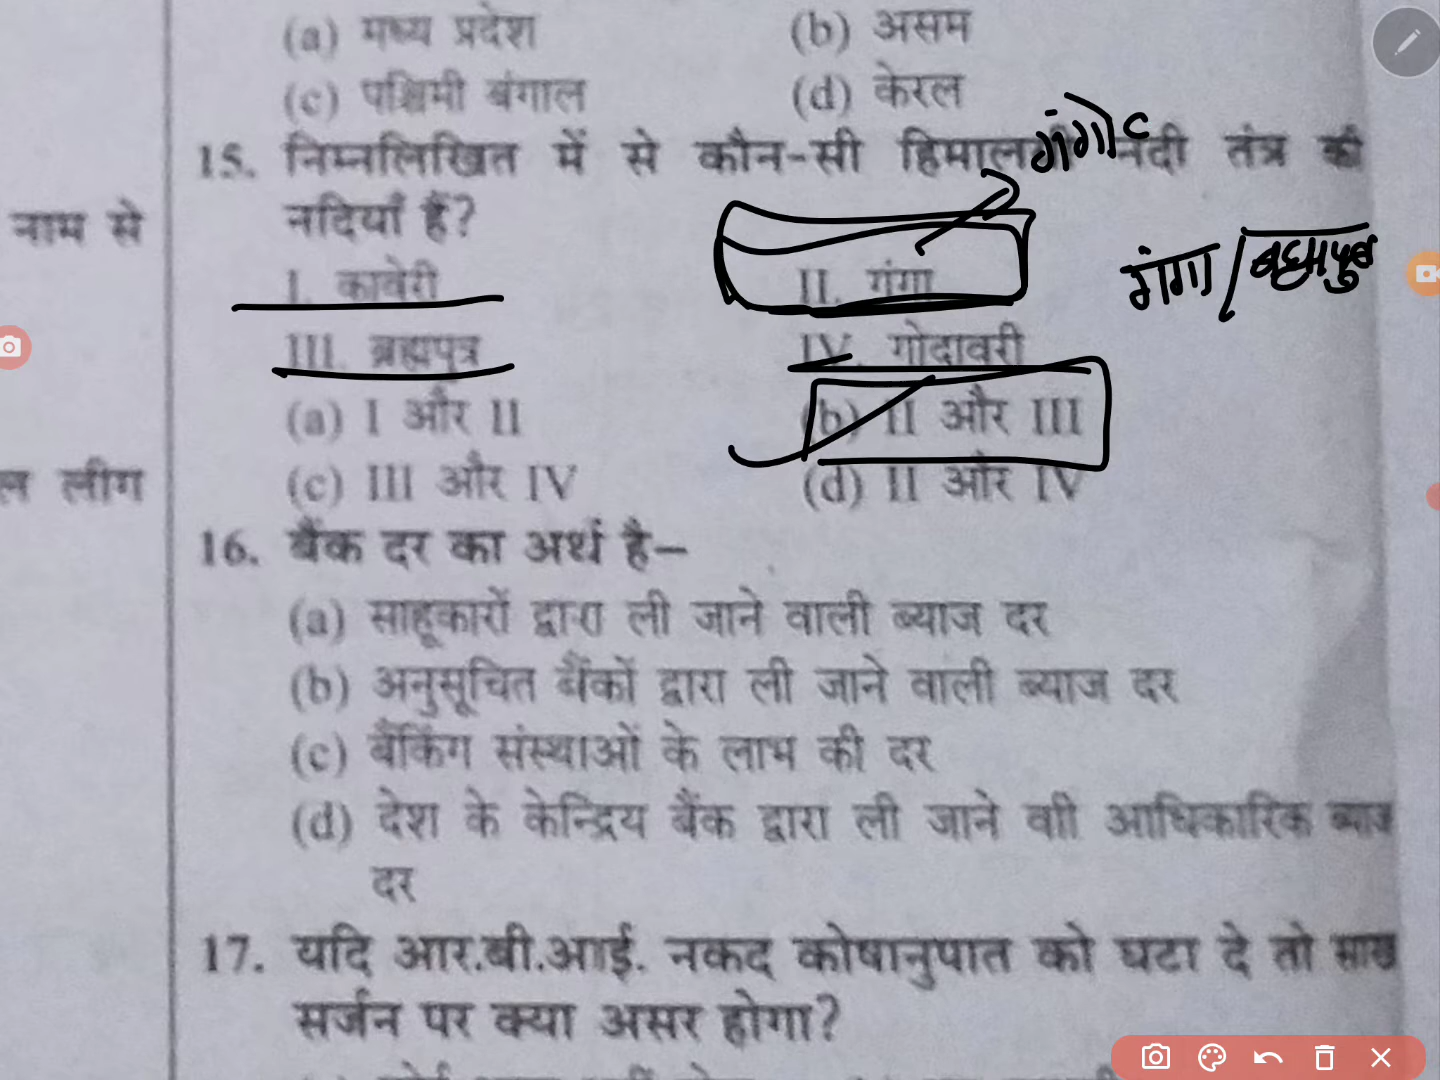 (a) मध्य प्रदेश (b) असम
(c) पश्चिमी बंगाल (d) केरल
15. निम्नलिखित में से कौन-सी हिमालयी नदी तंत्र की
गंगा
नाम से
नदियाँ हैं?
I. कावेरी II. गंगा
गंगा / ब्रह्मपुत्र
III. ब्रह्मपुत्र IV. गोदावरी
(a) I और II (b) II और III
ल लीग
(c) III और IV (d) II और IV
16. बैंक दर का अर्थ है–
(a) साहूकारों द्वारा ली जाने वाली ब्याज दर
(b) अनुसूचित बैंकों द्वारा ली जाने वाली ब्याज दर
(c) बैंकिंग संस्थाओं के लाभ की दर
(d) देश के केन्द्रिय बैंक द्वारा ली जाने वाी आधिकारिक ब्याज
दर
17. यदि आर.बी.आई. नकद कोषानुपात को घटा दे तो साख
सर्जन पर क्या असर होगा?